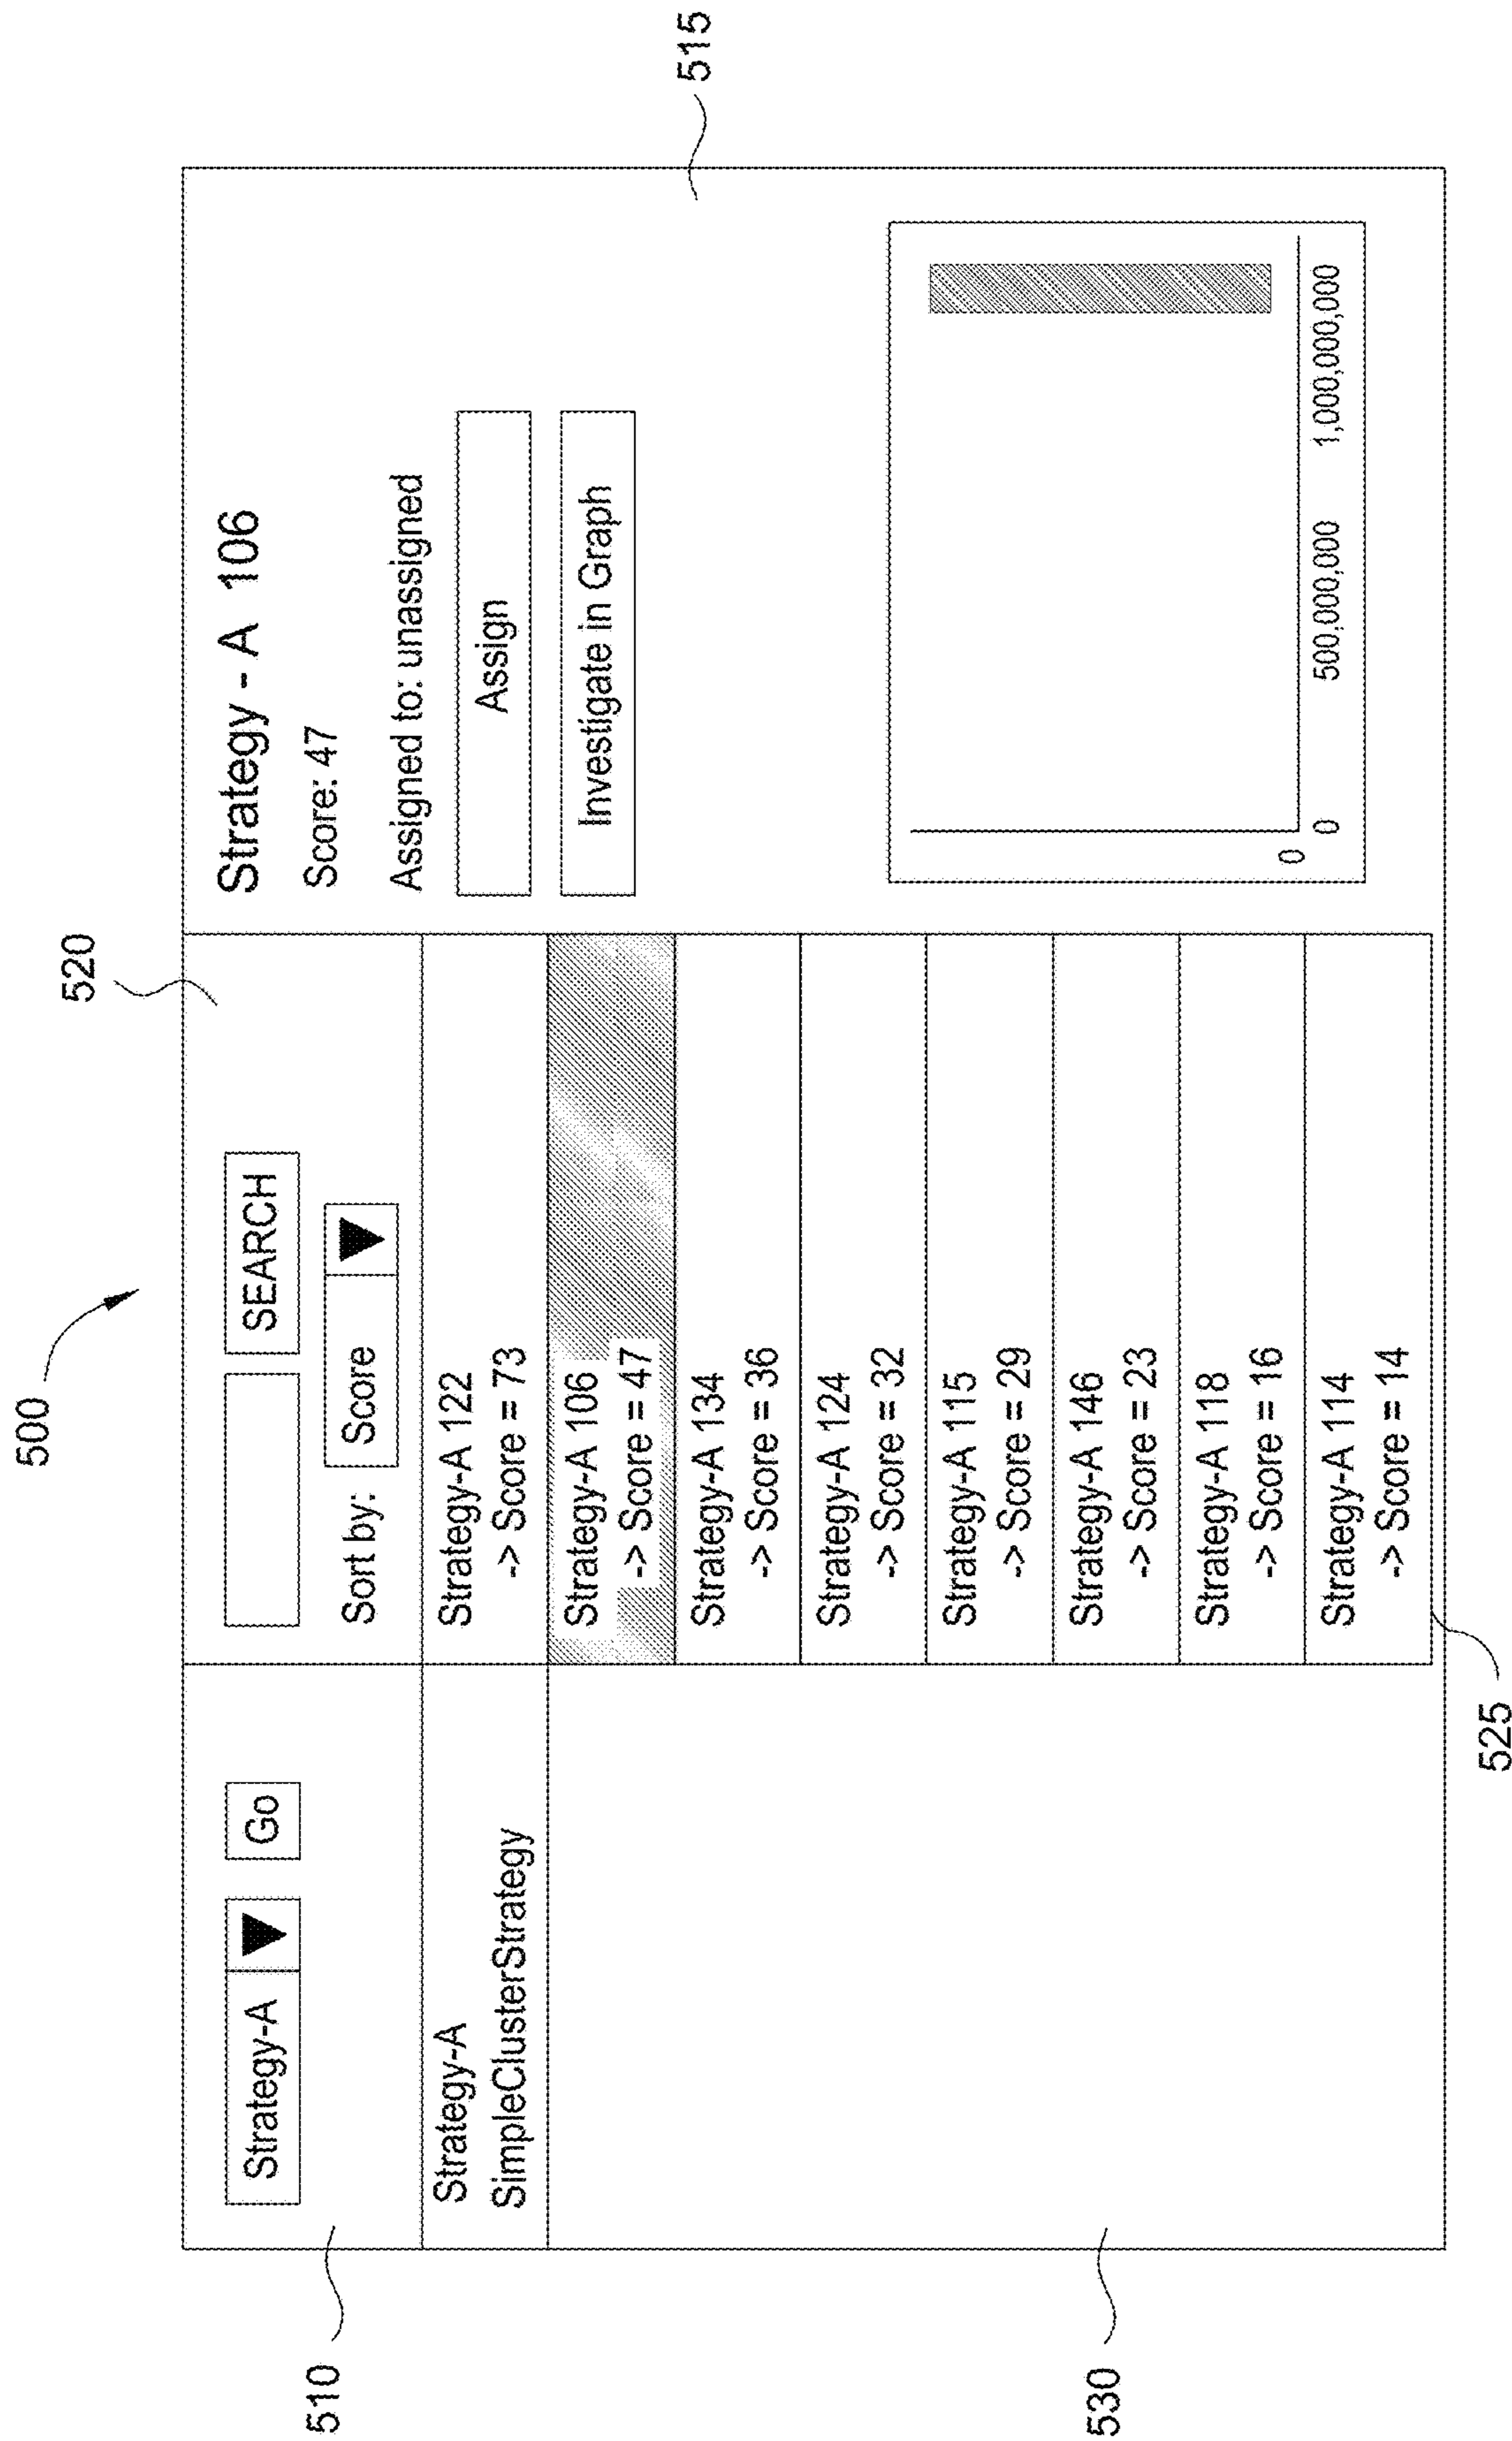 500
510
Strategy-A
Go
Strategy-A
SimpleClusterStrategy
530
520
SEARCH
Sort by: Score
Strategy-A 122
-> Score = 73
Strategy-A 106
-> Score = 47
Strategy-A 134
-> Score = 36
Strategy-A 124
-> Score = 32
Strategy-A 115
-> Score = 29
Strategy-A 146
-> Score = 23
Strategy-A 118
-> Score = 16
Strategy-A 114
-> Score = 14
525
Strategy - A 106
Score: 47
Assigned to: unassigned
Assign
Investigate in Graph
515
0
0 500,000,000 1,000,000,000